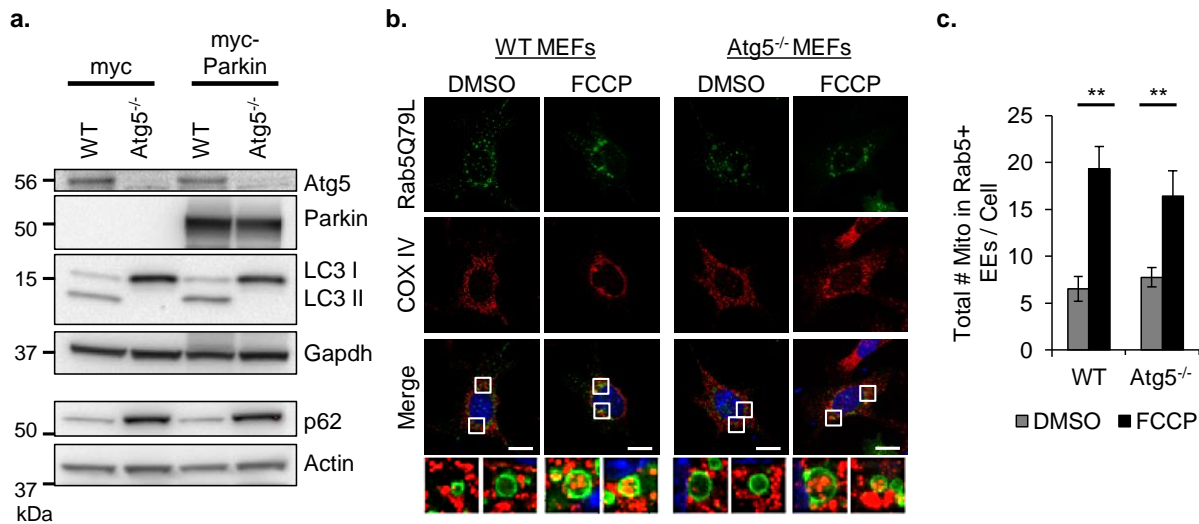 a.
myc
myc-
Parkin
WT
Atg5-/-
WT
Atg5-/-
56
Atg5
50
Parkin
15
LC3 I
LC3 II
37
Gapdh
50
p62
Actin
37
kDa
b.
WT MEFs
Atg5-/- MEFs
DMSO
FCCP
DMSO
FCCP
Rab5Q79L
COX IV
Merge
c.
Total # Mito in Rab5+
EEs / Cell
25
20
15
10
5
0
**
**
WT
Atg5-/-
DMSO
FCCP